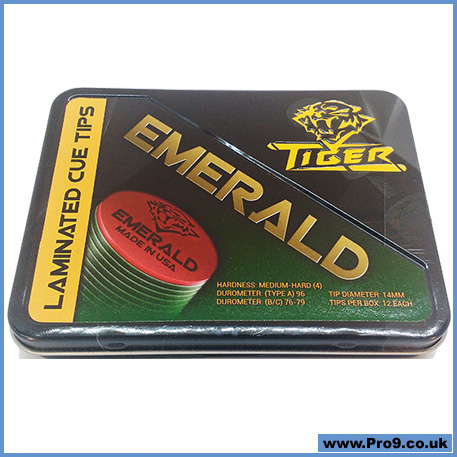 LAMINATED CUE TIPS
EMERALD
TIGER
EMERALD
MADE IN USA
HARDNESS: MEDIUM-HARD (4)
DUROMETER: (TYPE A) 96
DUROMETER: (B/C) 76-79
TIP DIAMETER: 14MM
TIPS PER BOX: 12 EACH
www.Pro9.co.uk